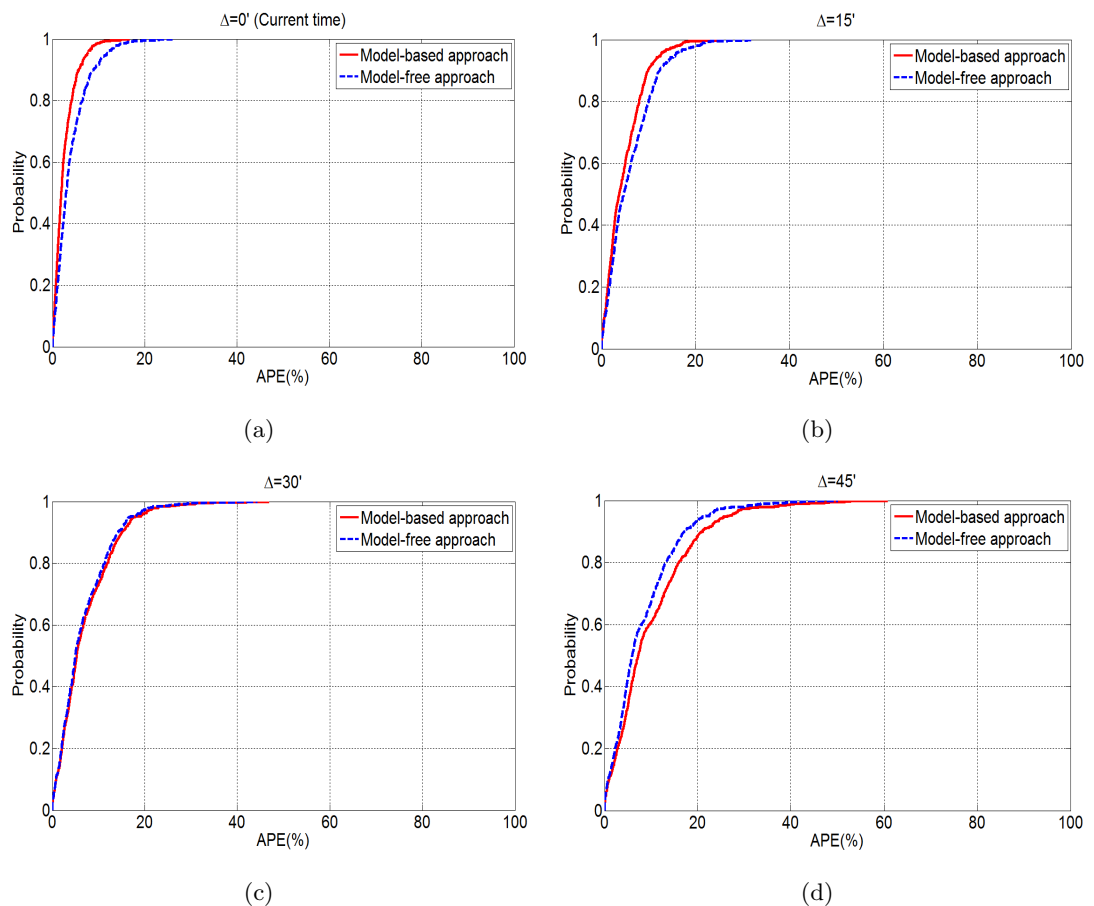 Δ=0' (Current time)
1
0.8
0.6
0.4
0.2
0
Probability
0 20 40 60 80 100
APE(%)
Model-based approach
Model-free approach
(a)
Δ=15'
1
0.8
0.6
0.4
0.2
0
Probability
0 20 40 60 80 100
APE(%)
Model-based approach
Model-free approach
(b)
Δ=30'
1
0.8
0.6
0.4
0.2
0
Probability
0 20 40 60 80 100
APE(%)
Model-based approach
Model-free approach
(c)
Δ=45'
1
0.8
0.6
0.4
0.2
0
Probability
0 20 40 60 80 100
APE(%)
Model-based approach
Model-free approach
(d)